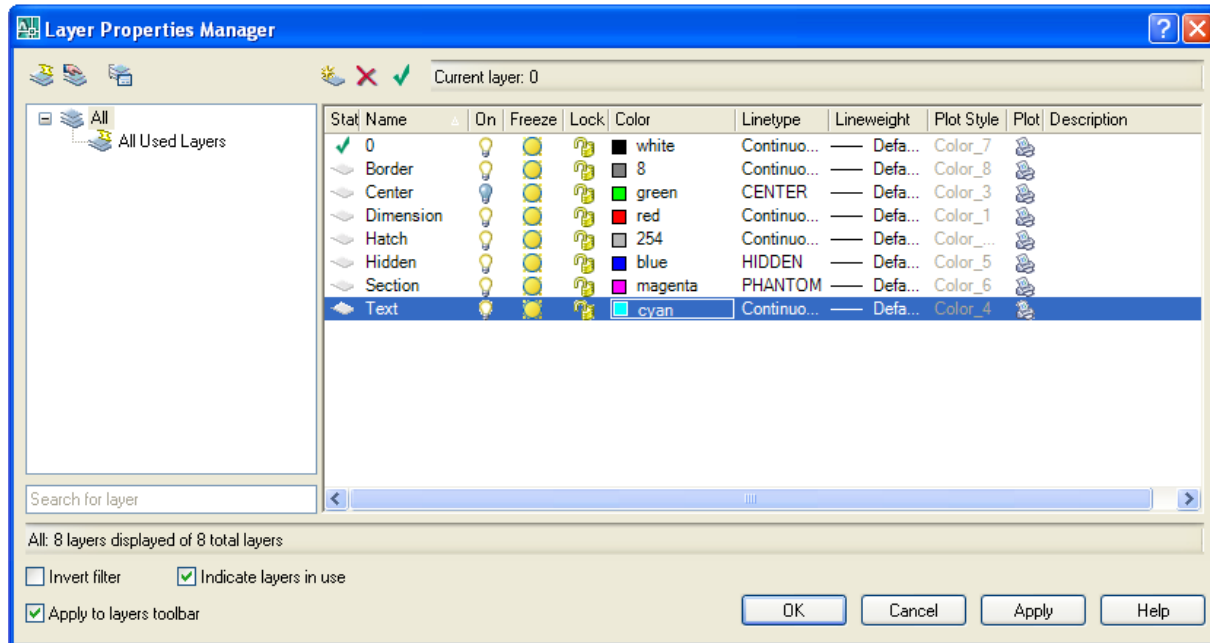 Layer Properties Manager
Current layer: 0
All
All Used Layers
Stat Name On Freeze Lock Color Linetype Lineweight Plot Style Plot Description
0 white Continuo... Defa... Color_7
Border 8 Continuo... Defa... Color_8
Center green CENTER Defa... Color_3
Dimension red Continuo... Defa... Color_1
Hatch 254 Continuo... Defa... Color_...
Hidden blue HIDDEN Defa... Color_5
Section magenta PHANTOM Defa... Color_6
Text cyan Continuo... Defa... Color_4
Search for layer
All: 8 layers displayed of 8 total layers
Invert filter Indicate layers in use
Apply to layers toolbar
OK Cancel Apply Help